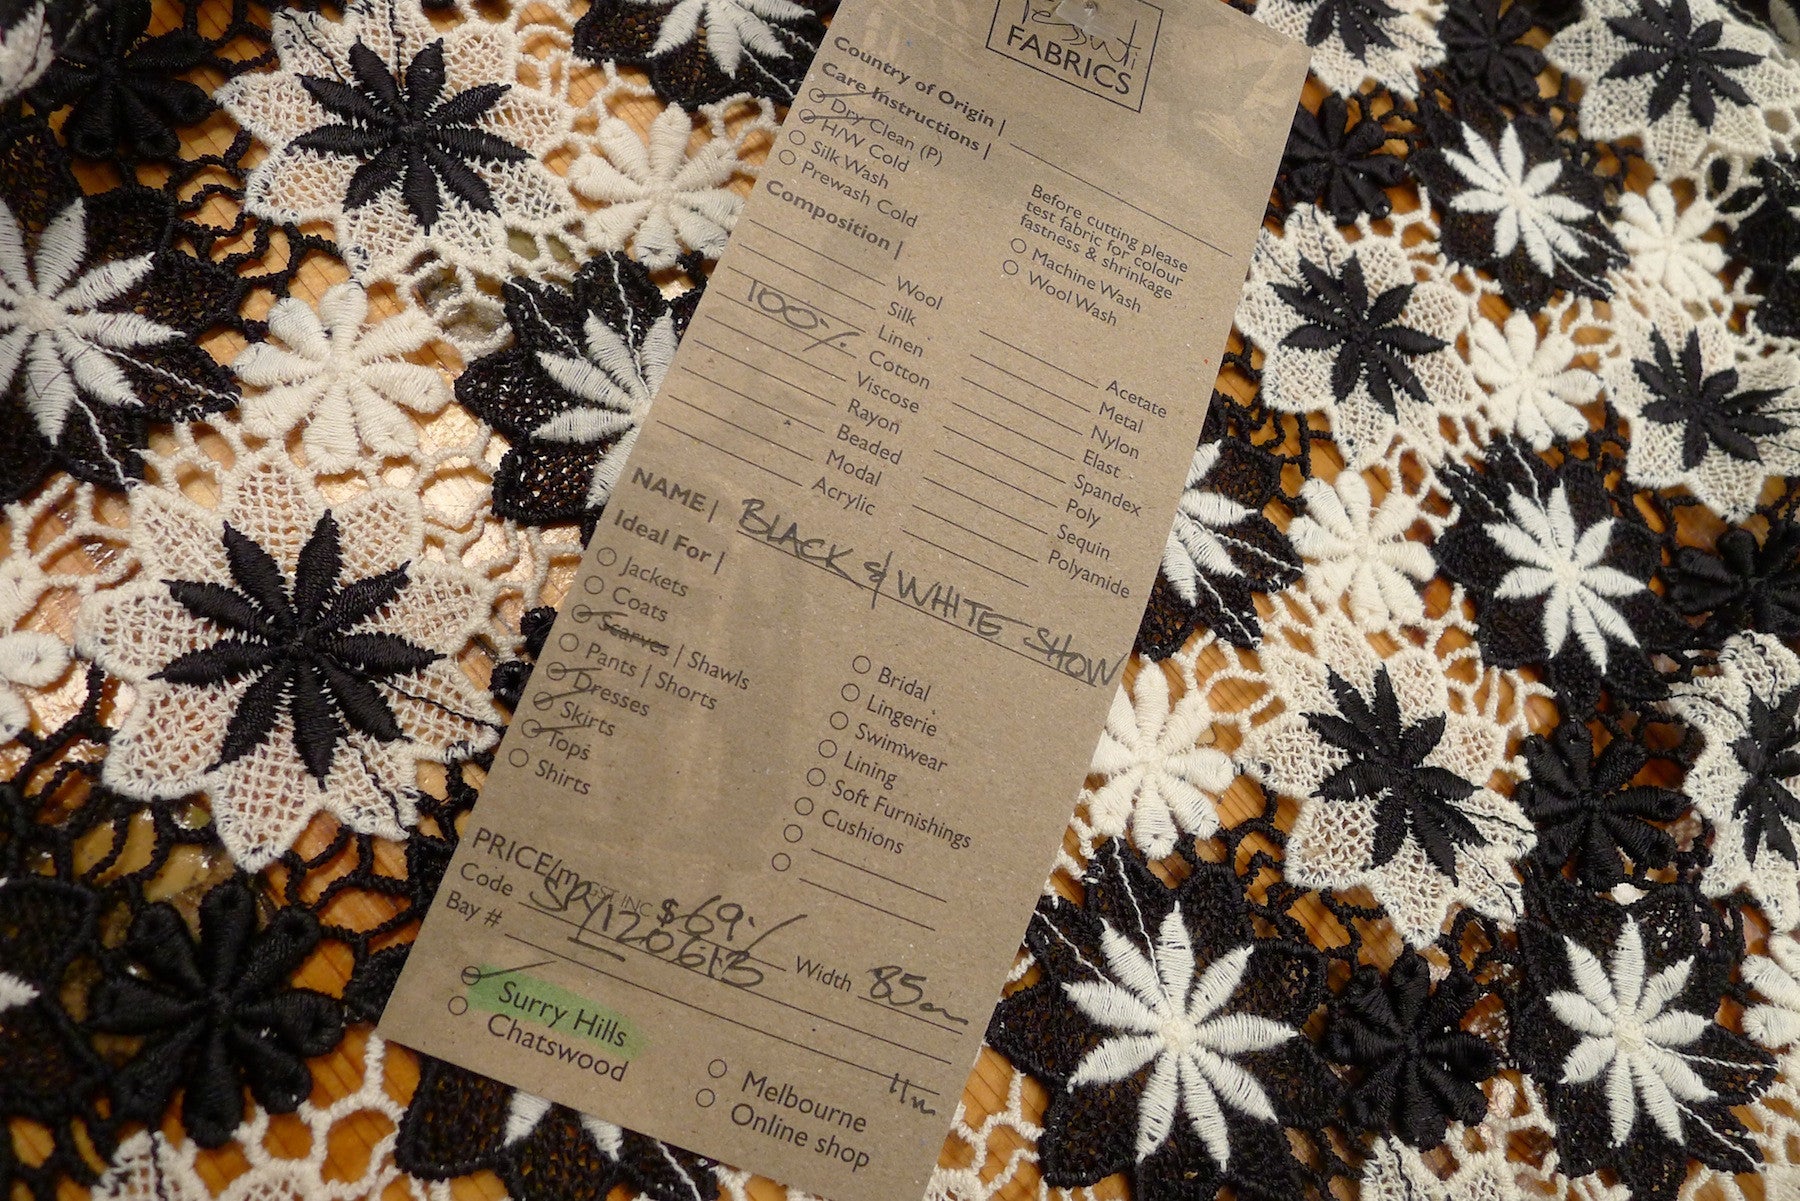 Tessuti
FABRICS
Country of Origin |
Care Instructions |
Dry Clean (P)
H/W Cold
Silk Wash
Prewash Cold
Before cutting please
test fabric for colour
fastness & shrinkage
Machine Wash
Wool Wash
Composition |
Wool
Silk
Linen
100% Cotton
Viscose
Rayon
Beaded
Modal
Acrylic
Acetate
Metal
Nylon
Elast
Spandex
Poly
Sequin
Polyamide
NAME | BLACK & WHITE SHOW
Ideal For |
Jackets
Coats
Scarves | Shawls
Pants | Shorts
Dresses
Skirts
Tops
Shirts
Bridal
Lingerie
Swimwear
Lining
Soft Furnishings
Cushions
PRICE/m GST INC $69.-/
Code Width 85cm
Bay #
Surry Hills
Chatswood
11m
Melbourne
Online shop